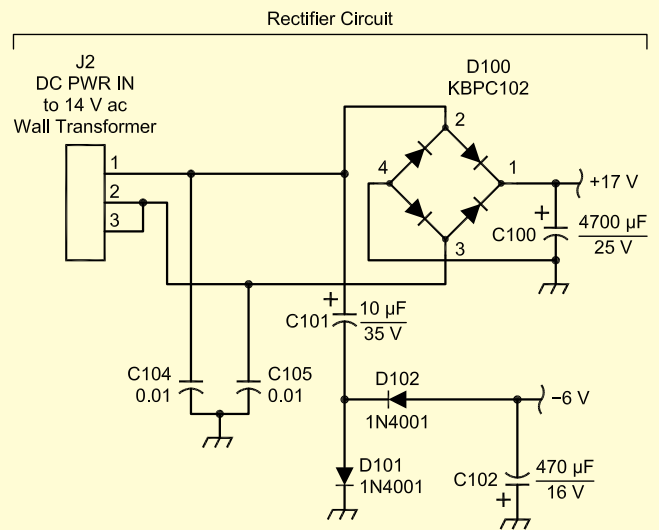 Rectifier Circuit
J2
DC PWR IN
to 14 V ac
Wall Transformer
1
2
3
D100
KBPC102
2
4
1
3
+17 V
+
C100
4700 µF
25 V
+
C101
10 µF
35 V
C104
0.01
C105
0.01
D102
1N4001
−6 V
D101
1N4001
C102
470 µF
16 V
+